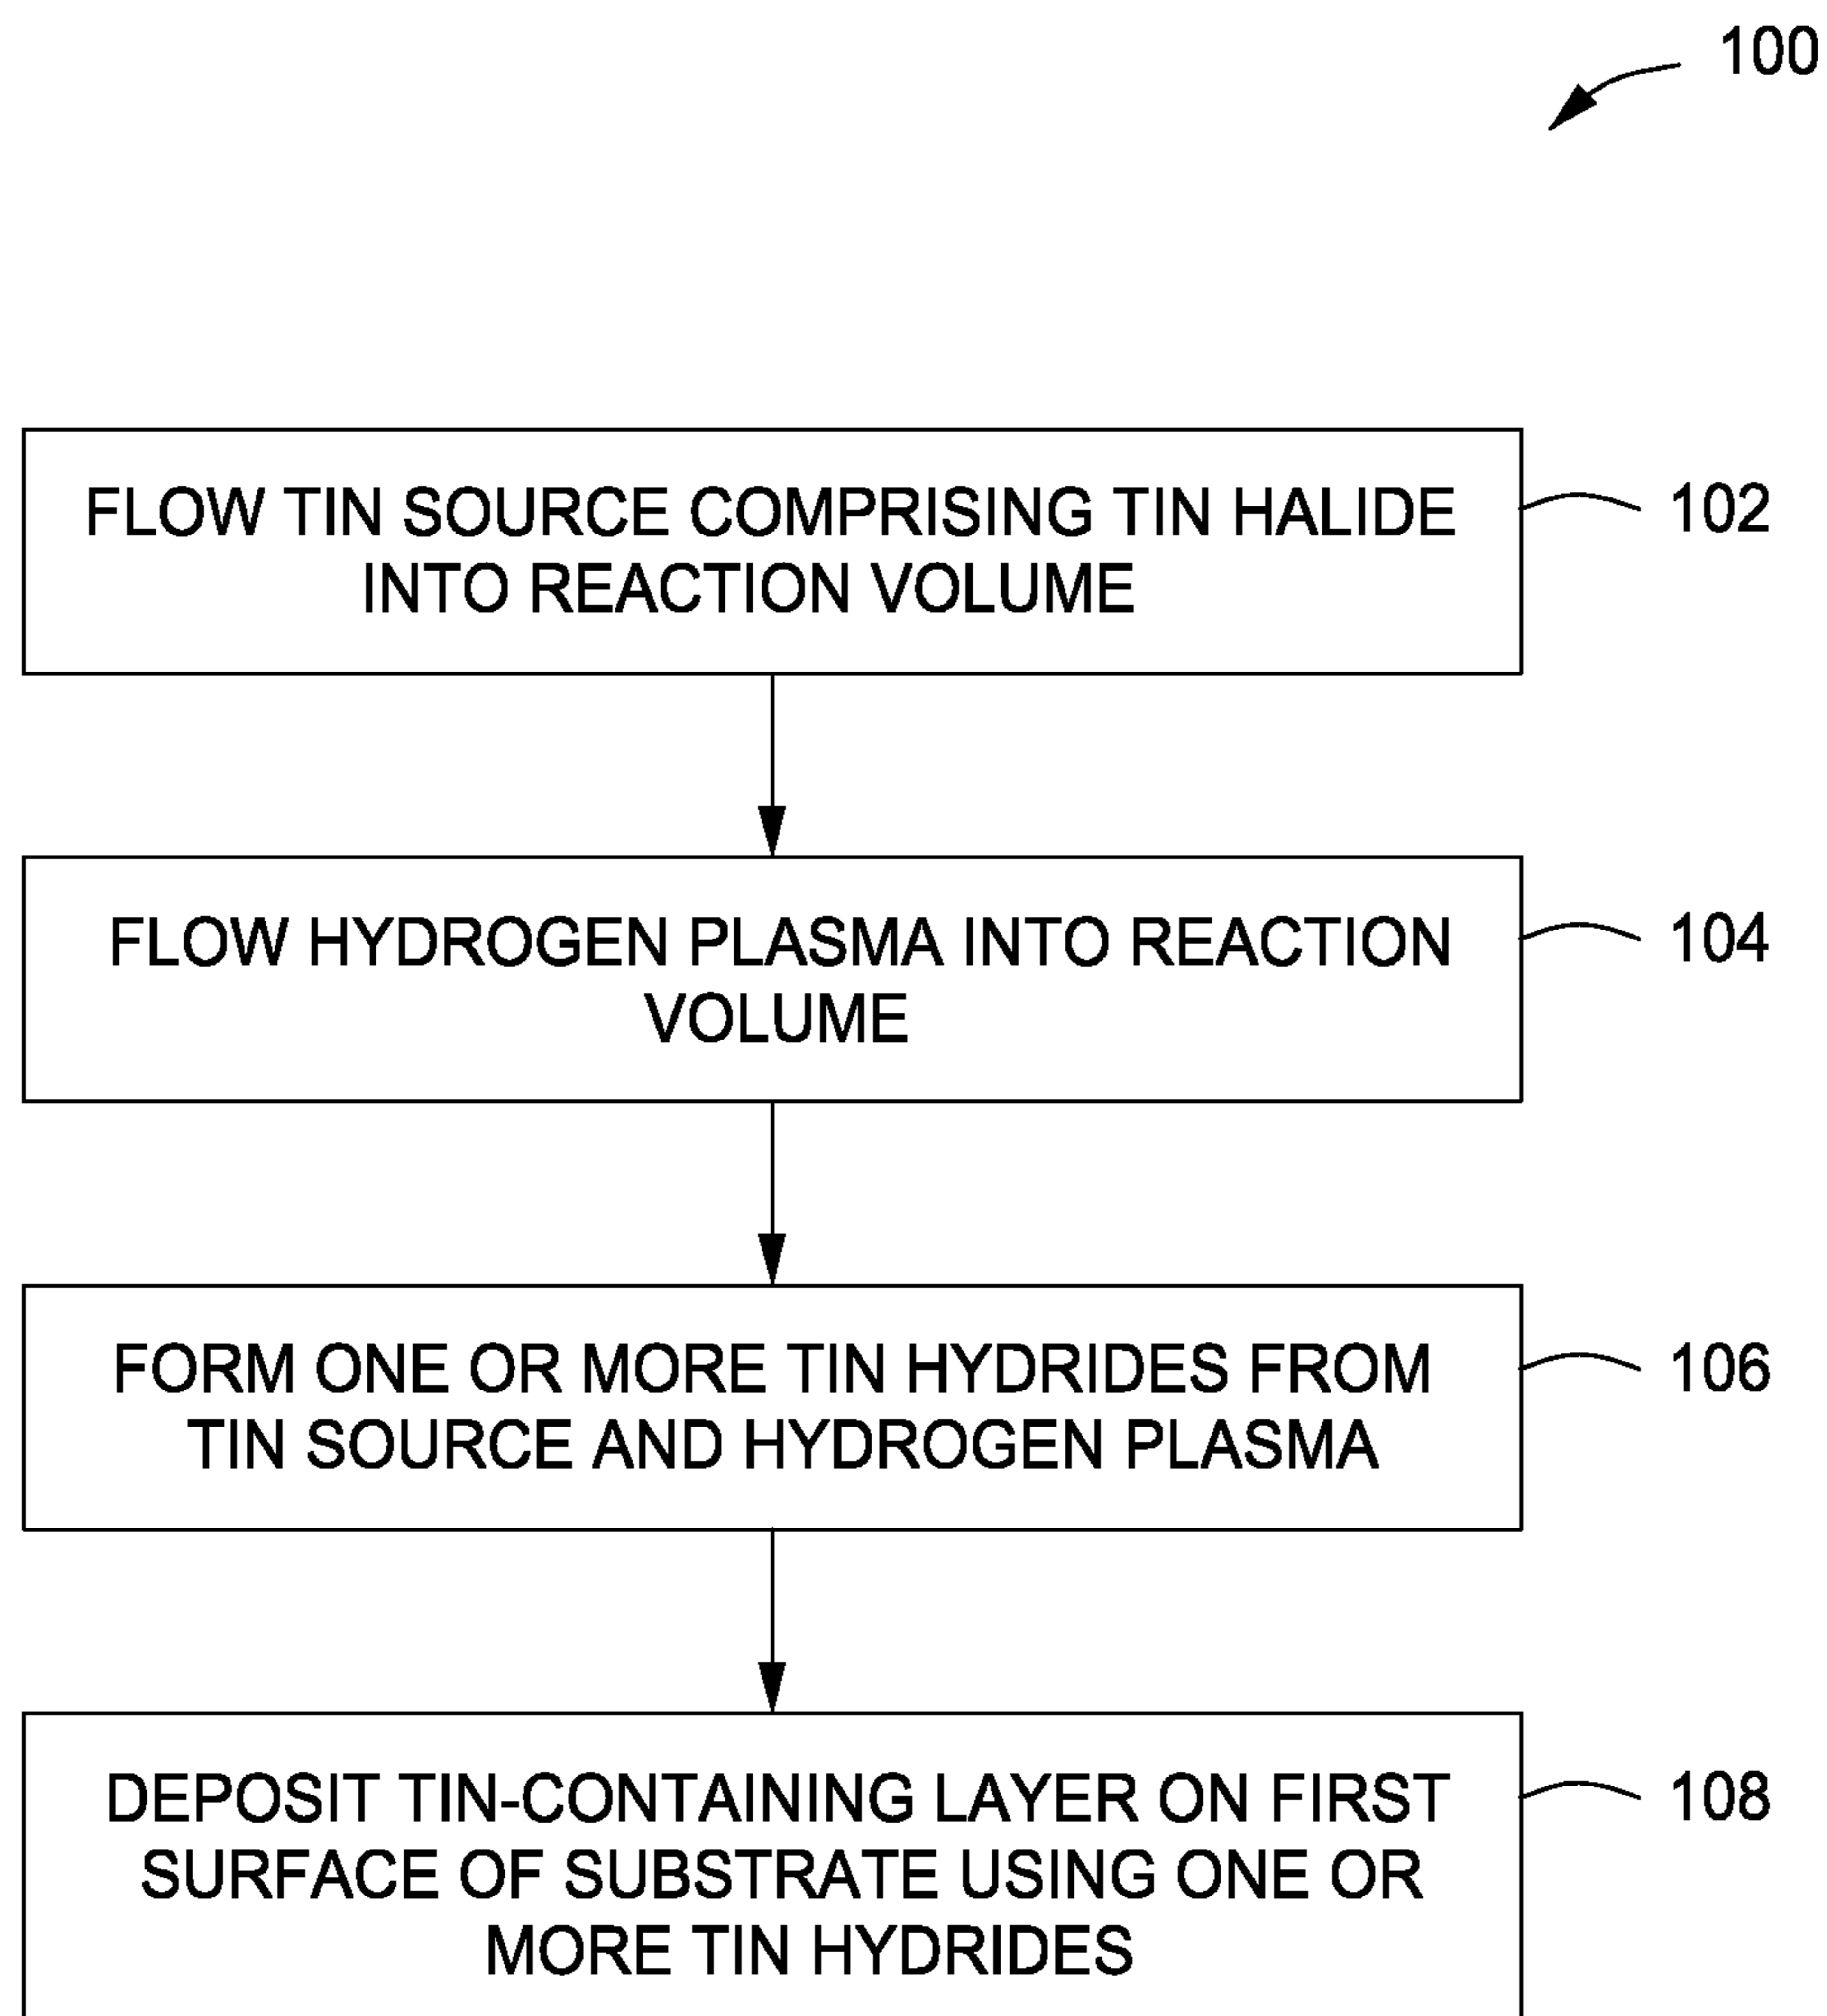 100
FLOW TIN SOURCE COMPRISING TIN HALIDE
INTO REACTION VOLUME
102
FLOW HYDROGEN PLASMA INTO REACTION
VOLUME
104
FORM ONE OR MORE TIN HYDRIDES FROM
TIN SOURCE AND HYDROGEN PLASMA
106
DEPOSIT TIN-CONTAINING LAYER ON FIRST
SURFACE OF SUBSTRATE USING ONE OR
MORE TIN HYDRIDES
108